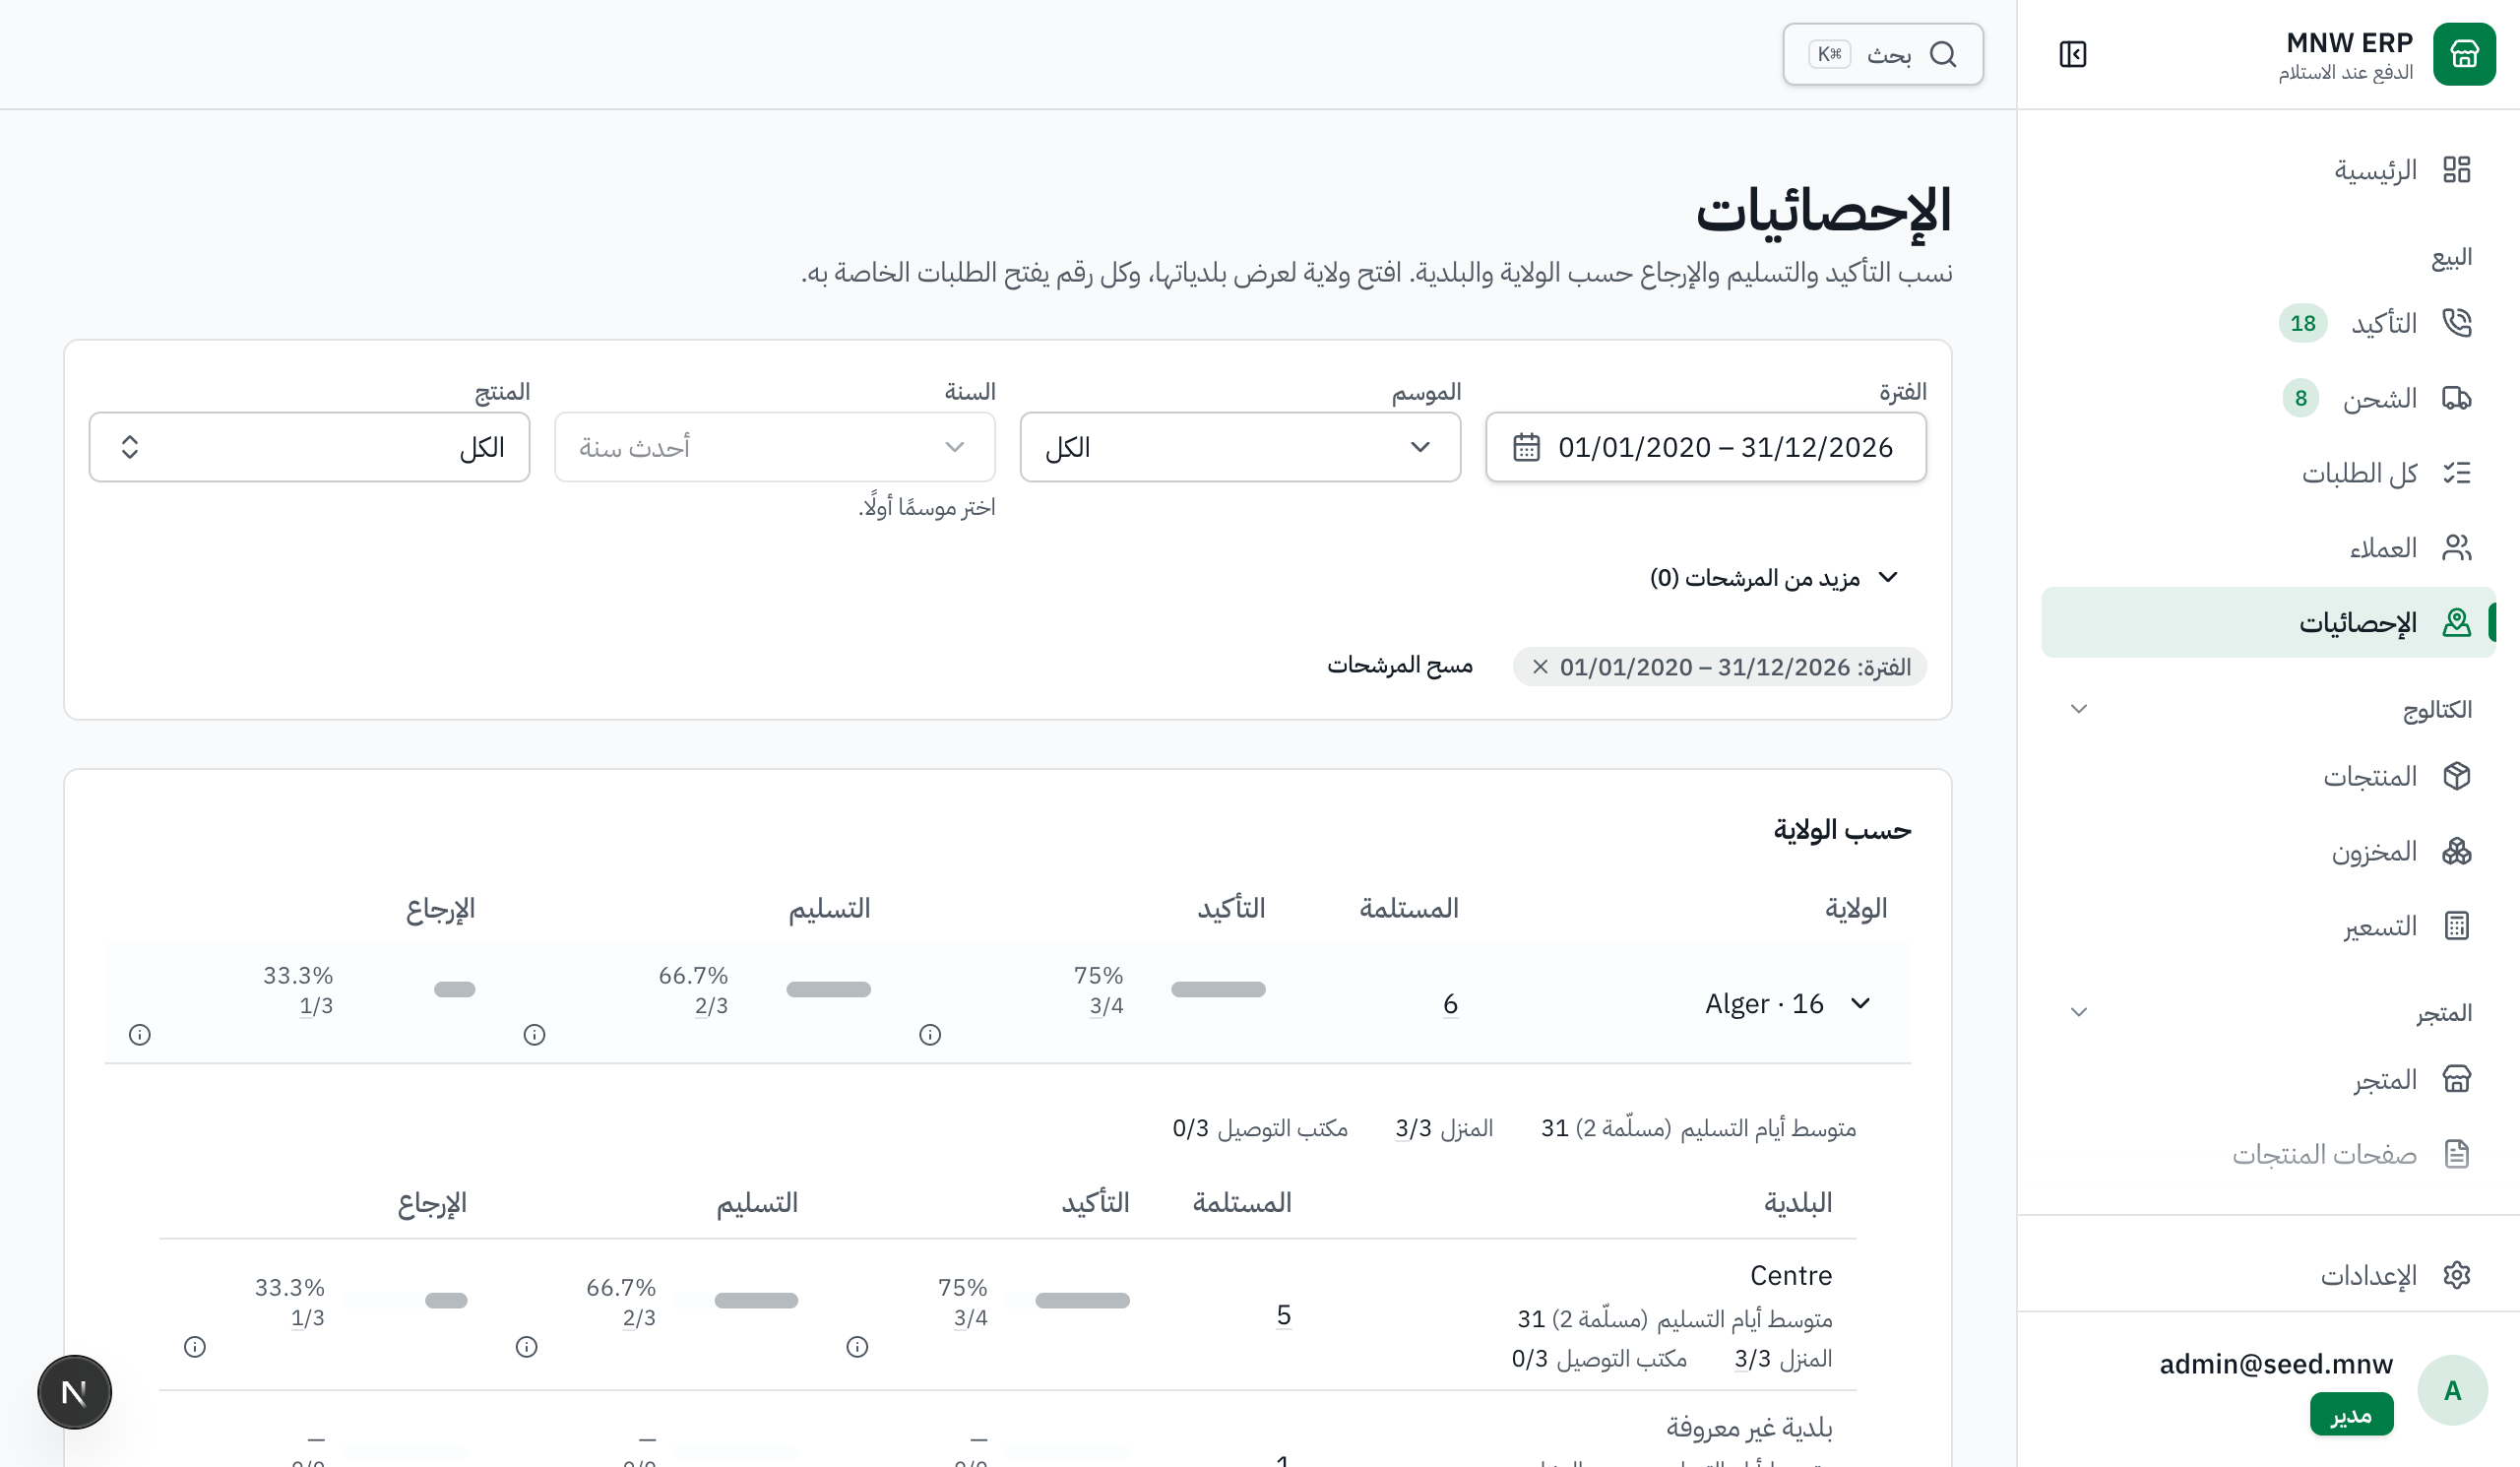 MNW ERP
الدفع عند الاستلام
الرئيسية
البيع
التأكيد 18
الشحن 8
كل الطلبات
العملاء
الإحصائيات
الكتالوج
المنتجات
المخزون
التسعير
المتجر
المتجر
صفحات المنتجات
الإعدادات
A admin@seed.mnw
مدير
بحث ⌘K
الإحصائيات
نسب التأكيد والتسليم والإرجاع حسب الولاية والبلدية. افتح ولاية لعرض بلدياتها، وكل رقم يفتح الطلبات الخاصة به.
الفترة الموسم السنة المنتج
01/01/2020 – 31/12/2026 الكل أحدث سنة الكل
اختر موسمًا أولًا.
مزيد من المرشحات (0)
الفترة: 01/01/2020 – 31/12/2026 مسح المرشحات
حسب الولاية
الولاية المستلمة التأكيد التسليم الإرجاع
75% 66.7% 33.3%
16 · Alger 6 3/4 2/3 1/3
متوسط أيام التسليم (مسلّمة 2) 31 المنزل 3/3 مكتب التوصيل 0/3
البلدية المستلمة التأكيد التسليم الإرجاع
Centre 75% 66.7% 33.3%
متوسط أيام التسليم (مسلّمة 2) 31 5 3/4 2/3 1/3
المنزل 3/3 مكتب التوصيل 0/3
بلدية غير معروفة — — —
1 0/0 0/0 0/0
N